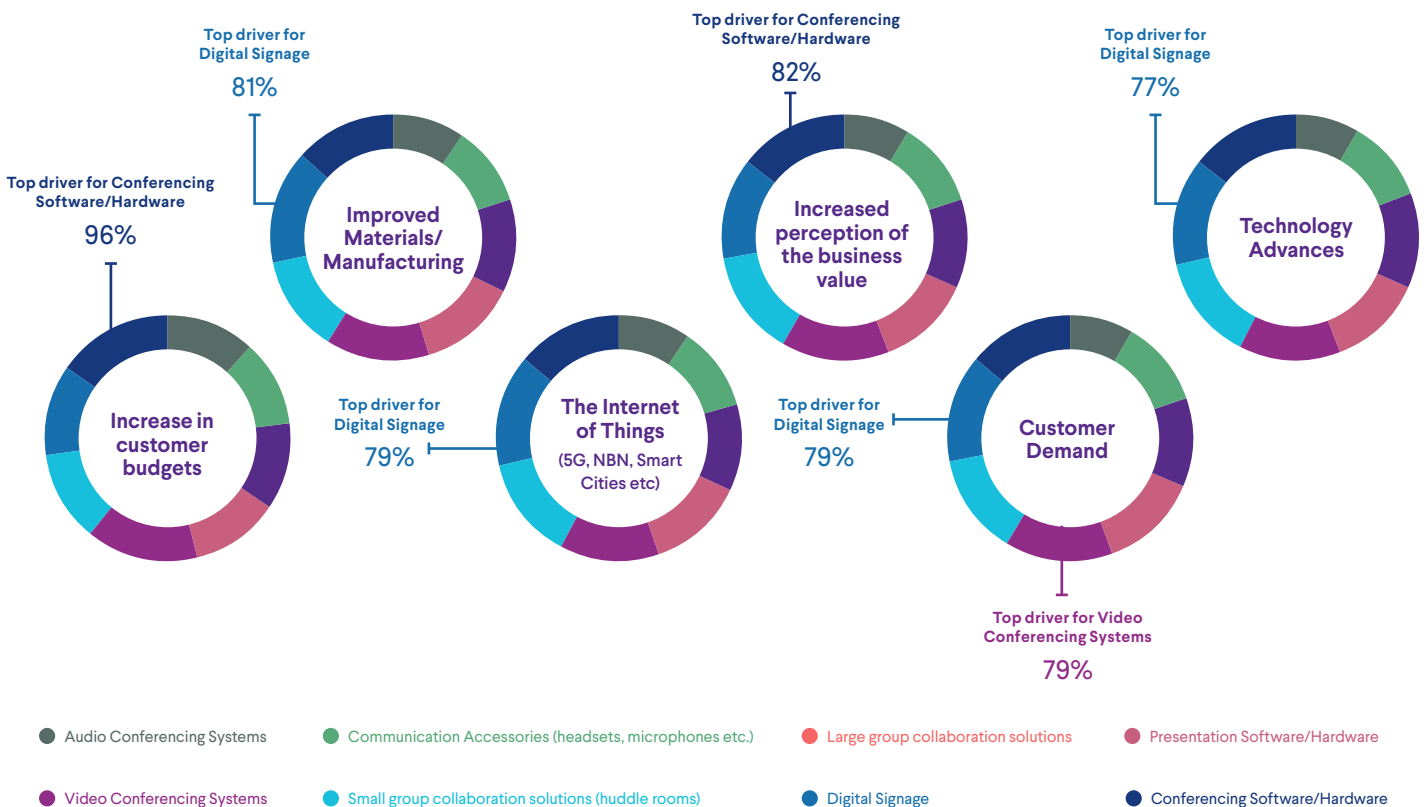 Top driver for Conferencing
Software/Hardware
82%
Top driver for
Digital Signage
81%
Top driver for
Digital Signage
77%
Top driver for Conferencing
Software/Hardware
96%
Improved
Materials/
Manufacturing
Increased
perception of
the business
value
Technology
Advances
Increase in
customer
budgets
Top driver for
Digital Signage
79%
The Internet
of Things
(5G, NBN, Smart
Cities etc)
Top driver for
Digital Signage
79%
Customer
Demand
Top driver for Video
Conferencing Systems
79%
Audio Conferencing Systems
Communication Accessories (headsets, microphones etc.)
Large group collaboration solutions
Presentation Software/Hardware
Video Conferencing Systems
Small group collaboration solutions (huddle rooms)
Digital Signage
Conferencing Software/Hardware